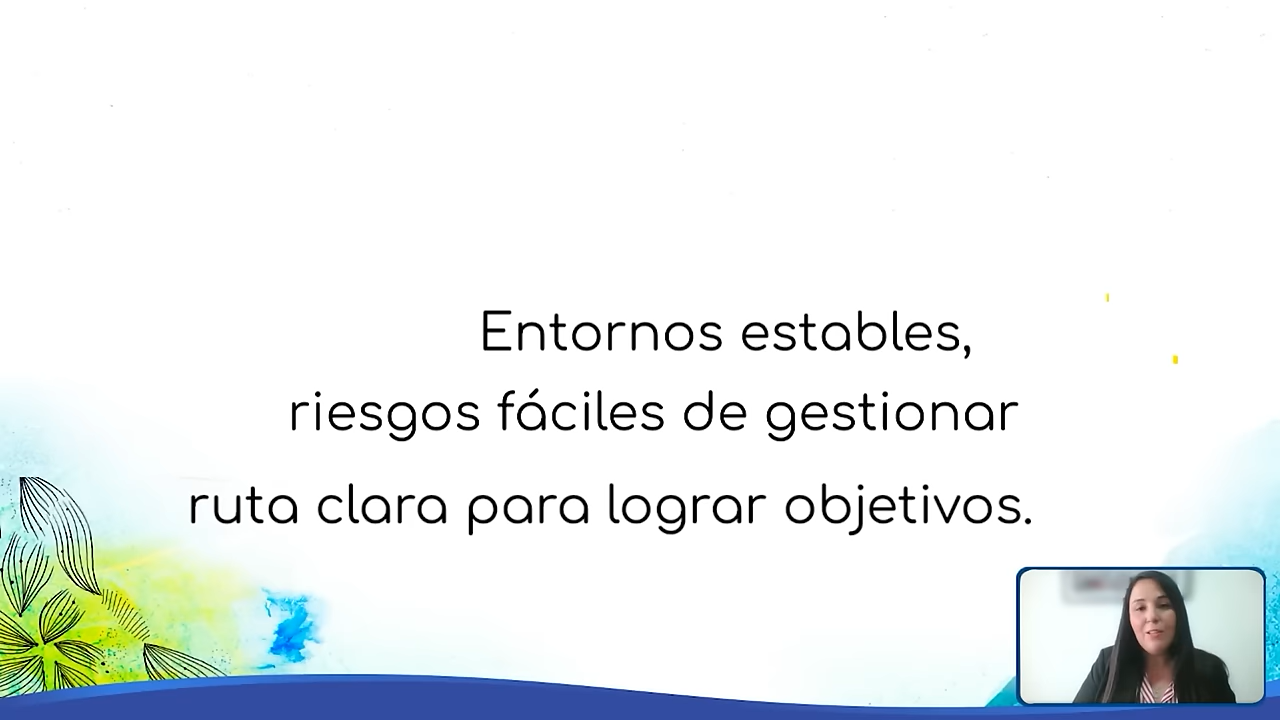 Entornos estables,
riesgos fáciles de gestionar
ruta clara para lograr objetivos.